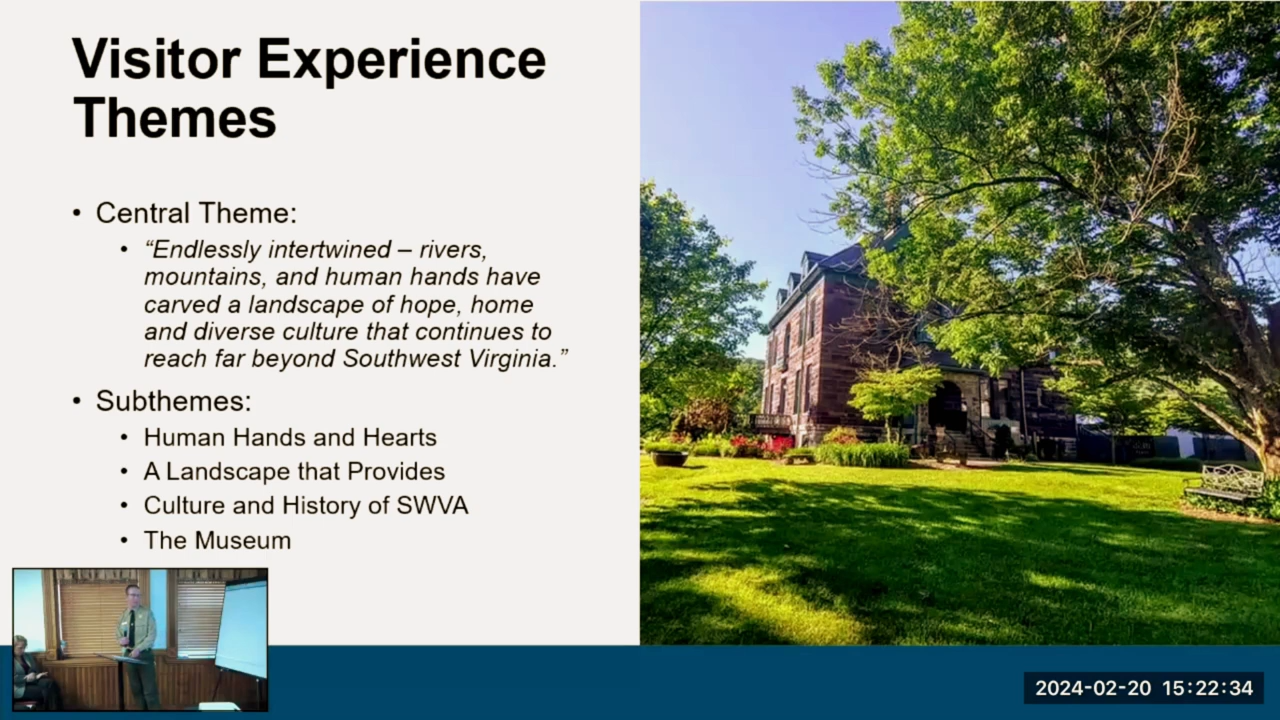 Visitor Experience
Themes
• Central Theme:
• “Endlessly intertwined – rivers,
mountains, and human hands have
carved a landscape of hope, home
and diverse culture that continues to
reach far beyond Southwest Virginia.”
• Subthemes:
• Human Hands and Hearts
• A Landscape that Provides
• Culture and History of SWVA
• The Museum
2024-02-20 15:22:34